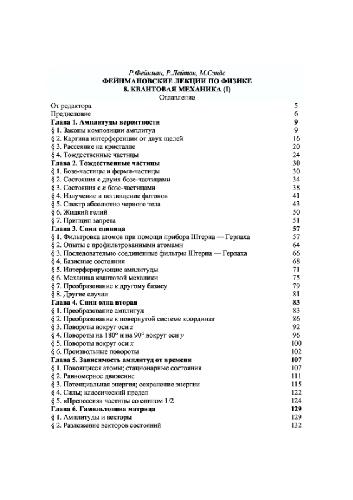 Р.Фейнман, Р.Лейтон, М.Сэндс
ФЕЙНМАНОВСКИЕ ЛЕКЦИИ ПО ФИЗИКЕ
8. КВАНТОВАЯ МЕХАНИКА (I)
Оглавление
От редактора 5
Предисловие 6
Глава 1. Амплитуды вероятности 9
§ 1. Законы композиции амплитуд 9
§ 2. Картина интерференции от двух щелей 16
§ 3. Рассеяние на кристалле 20
§ 4. Тождественные частицы 24
Глава 2. Тождественные частицы 30
§ 1. Бозе-частицы и ферми-частицы 30
§ 2. Состояния с двумя бозе-частицами 34
§ 3. Состояния с n бозе-частицами 38
§ 4. Излучение и поглощение фотонов 41
§ 5. Спектр абсолютно черного тела 43
§ 6. Жидкий гелий 50
§ 7. Принцип запрета 51
Глава 3. Спин единица 57
§ 1. Фильтровка атомов при помощи прибора Штерна — Герлаха 57
§ 2. Опыты с профильтрованными атомами 64
§ 3. Последовательно соединенные фильтры Штерна — Герлаха 66
§ 4. Базисные состояния 68
§ 5. Интерферирующие амплитуды 71
§ 6. Механика квантовой механики 75
§ 7. Преобразование к другому базису 79
§ 8. Другие случаи 81
Глава 4. Спин одна вторая 83
§ 1. Преобразование амплитуд 83
§ 2. Преобразование к повернутой системе координат 86
§ 3. Повороты вокруг оси z 92
§ 4. Повороты на 180° и на 90° вокруг оси y 96
§ 5. Повороты вокруг оси x 100
§ 6. Произвольные повороты 102
Глава 5. Зависимость амплитуд от времени 107
§ 1. Покоящиеся атомы; стационарные состояния 107
§ 2. Равномерное движение 111
§ 3. Потенциальная энергия; сохранение энергии 115
§ 4. Силы; классический предел 122
§ 5. «Прецессия» частицы со спином 1/2 124
Глава 6. Гамильтонова матрица 129
§ 1. Амплитуды и векторы 129
§ 2. Разложение векторов состояний 132